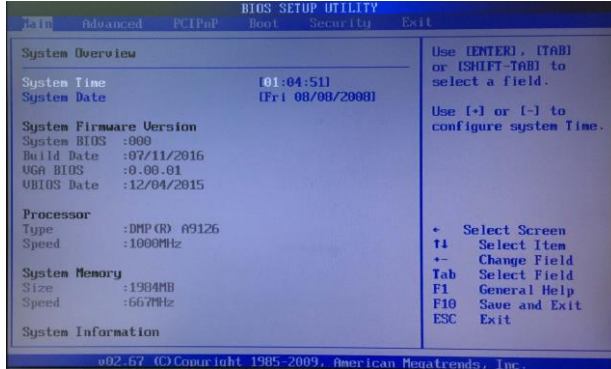 BIOS SETUP UTILITY
Main Advanced PCIPnP Boot Security Exit
System Overview
System Time [01:04:51]
System Date [Fri 08/08/2008]
System Firmware Version
System BIOS :000
Build Date :07/11/2016
VGA BIOS :0.00.01
VBIOS Date :12/04/2015
Processor
Type :DMP(R) A9126
Speed :1000MHz
System Memory
Size :1984MB
Speed :667MHz
System Information
Use [ENTER], [TAB]
or [SHIFT-TAB] to
select a field.
Use [+] or [-] to
configure system Time.
← Select Screen
↑↓ Select Item
+- Change Field
Tab Select Field
F1 General Help
F10 Save and Exit
ESC Exit
v02.67 (C)Copyright 1985-2009, American Megatrends, Inc.